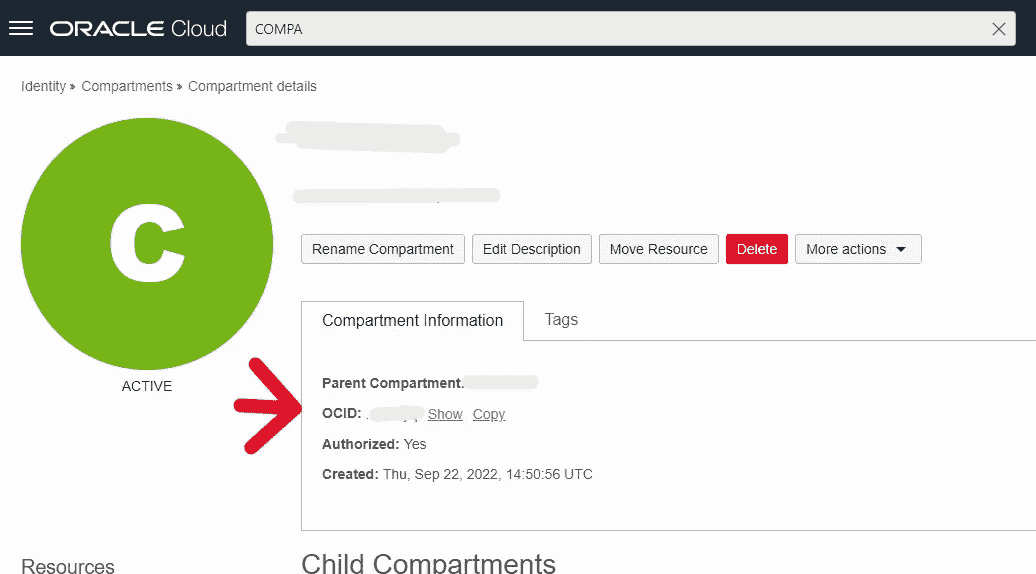 ORACLE Cloud COMPA
Identity » Compartments » Compartment details
C
Rename Compartment Edit Description Move Resource Delete More actions
ACTIVE
Compartment Information Tags
Parent Compartment
OCID: Show Copy
Authorized: Yes
Created: Thu, Sep 22, 2022, 14:50:56 UTC
Resources
Child Compartments